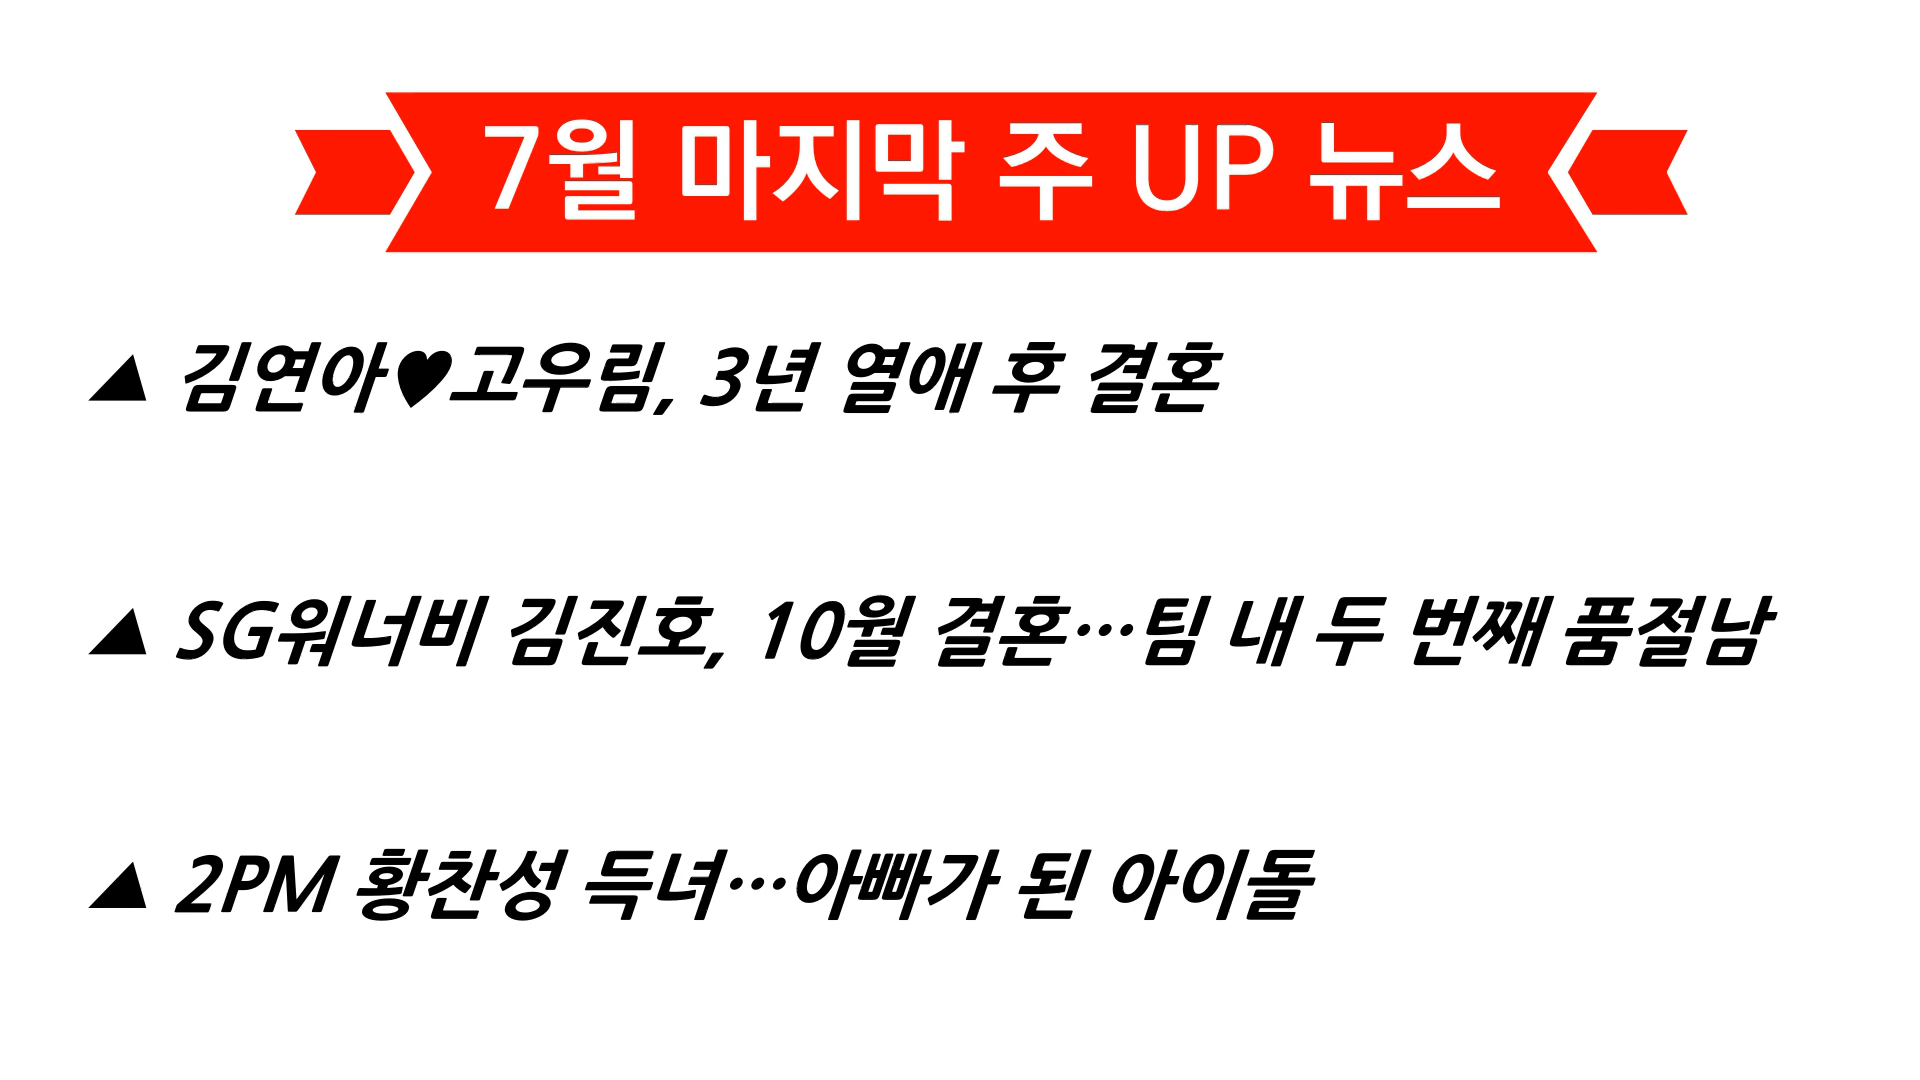 7월 마지막 주 UP 뉴스
▲ 김연아♥고우림, 3년 열애 후 결혼
▲ SG워너비 김진호, 10월 결혼…팀 내 두 번째 품절남
▲ 2PM 황찬성 득녀…아빠가 된 아이돌